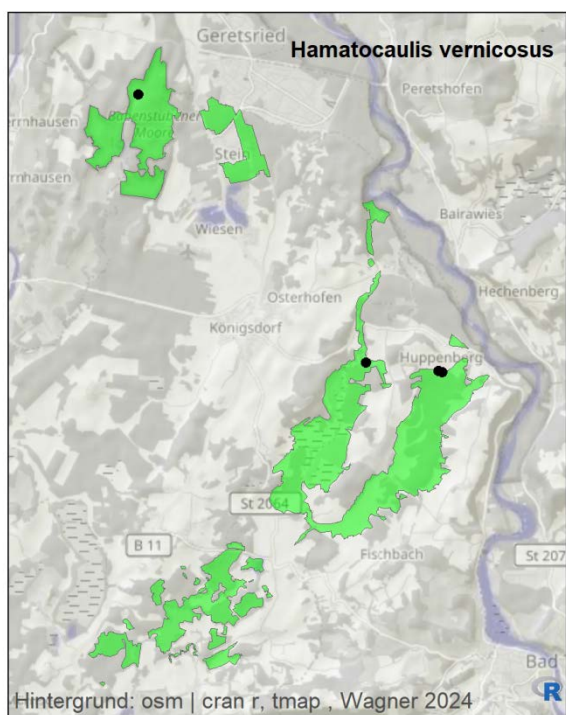 Geretsried
Hamatocaulis vernicosus
Peretshofen
Moore
Stein
rnhausen
Bairawies
Wiesen
Hechenberg
Osterhofen
Königsdorf
Huppenberg
St 2064
B 11
Fischbach
St 207
Bad
R
Hintergrund: osm | cran r, tmap , Wagner 2024